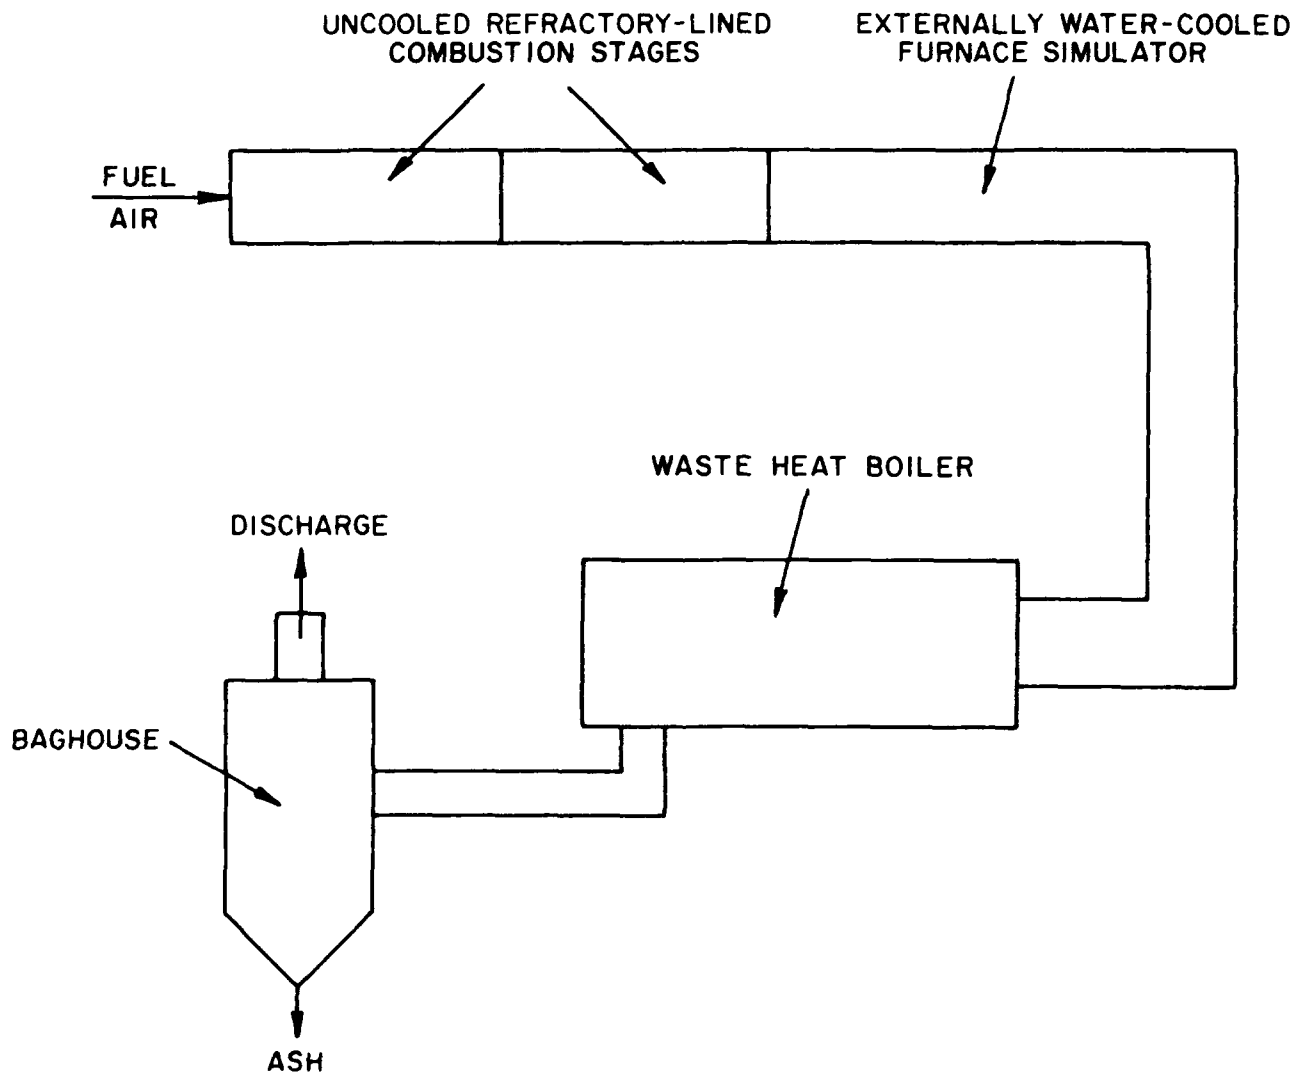 UNCOOLED REFRACTORY-LINED
COMBUSTION STAGES
EXTERNALLY WATER-COOLED
FURNACE SIMULATOR
FUEL
AIR
WASTE HEAT BOILER
DISCHARGE
BAGHOUSE
ASH